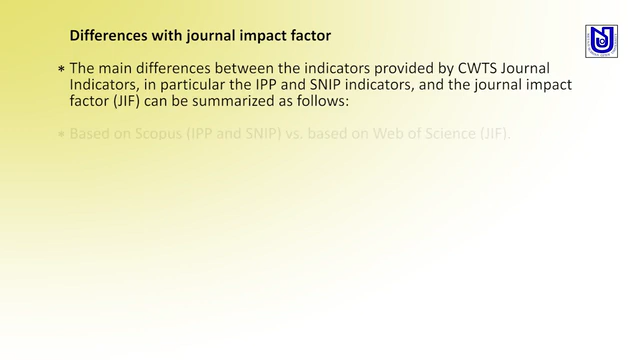 Differences with journal impact factor
* The main differences between the indicators provided by CWTS Journal
Indicators, in particular the IPP and SNIP indicators, and the journal impact
factor (JIF) can be summarized as follows:
* Based on Scopus (IPP and SNIP) vs. based on Web of Science (JIF).